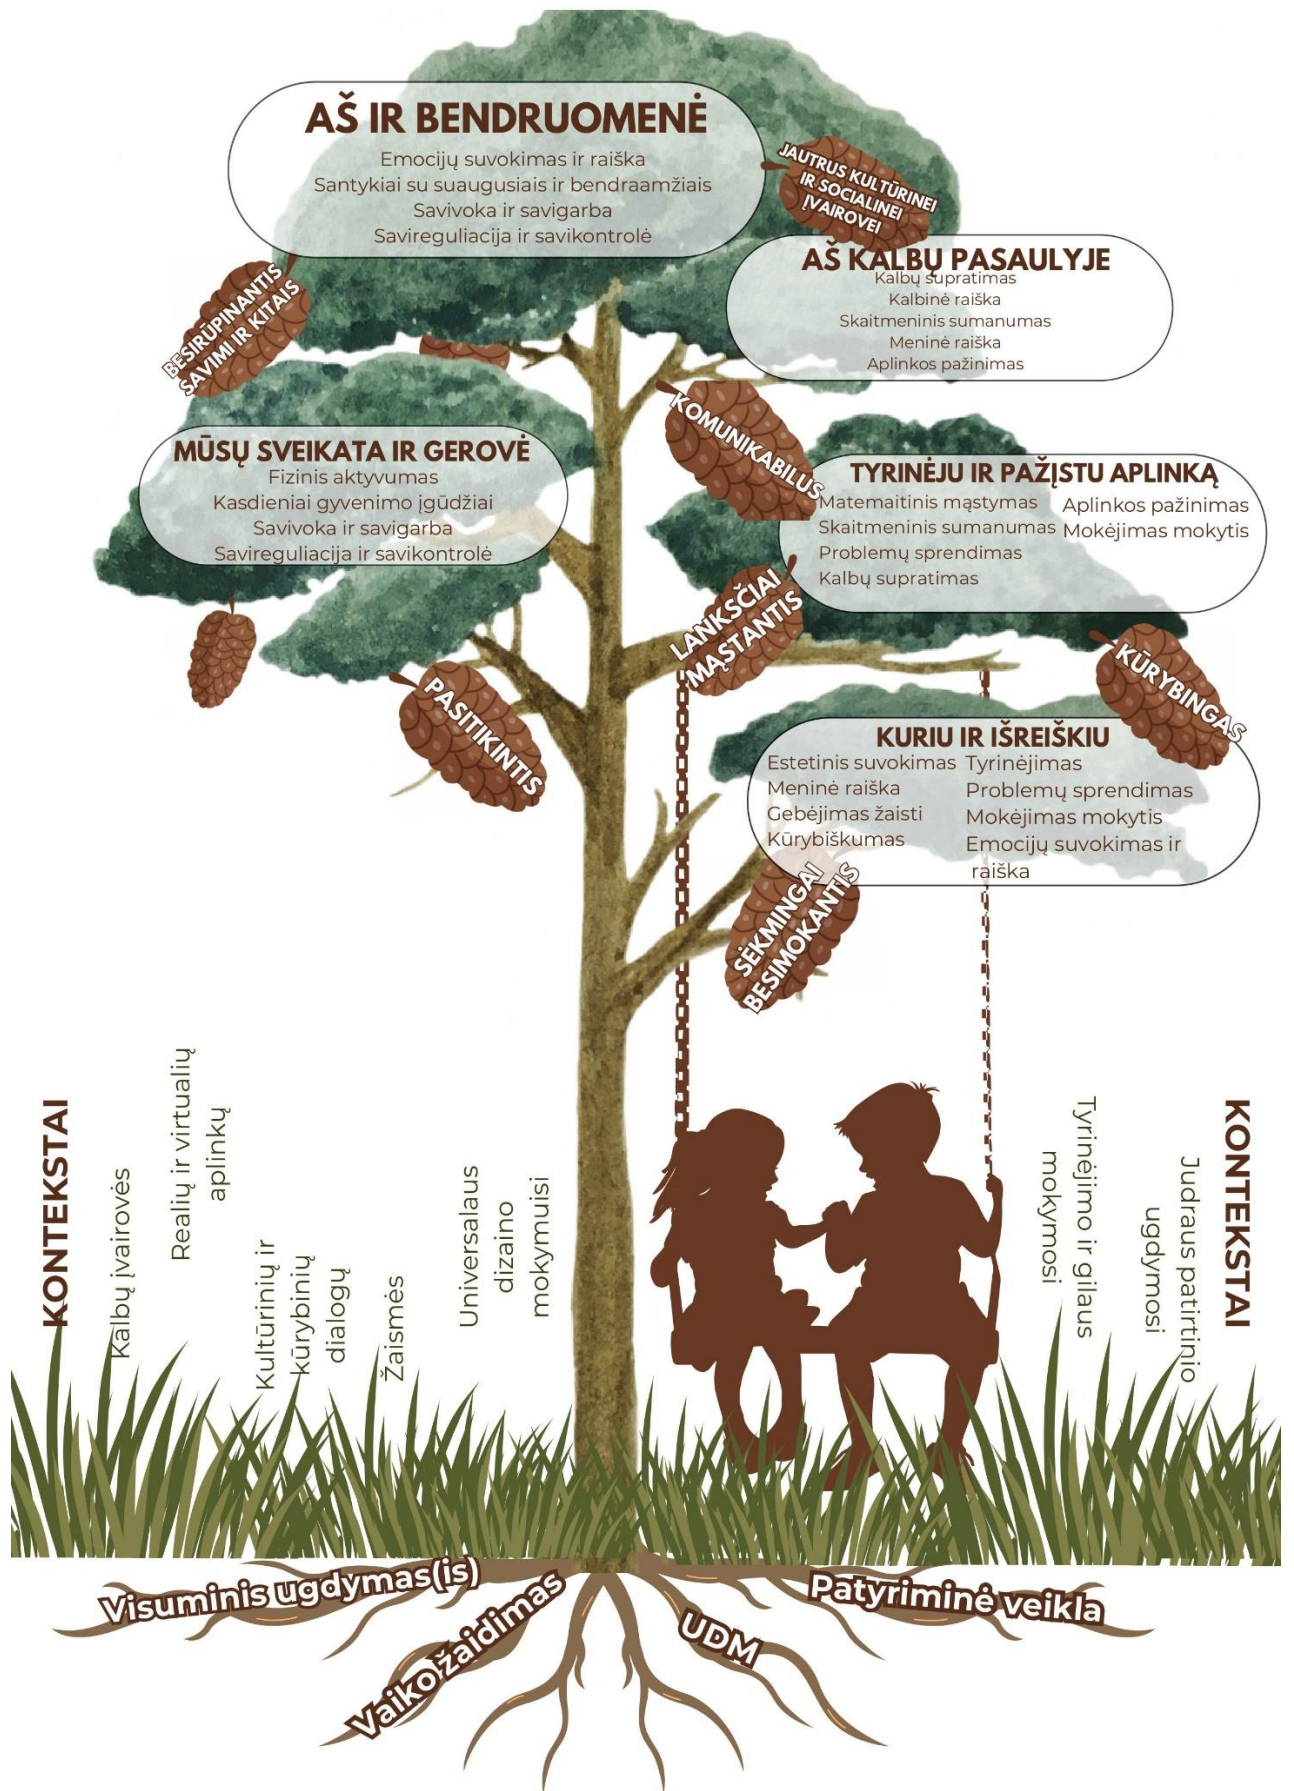 AŠ IR BENDRUOMENĖ
Emocijų suvokimas ir raiška
Santykiai su suaugusiais ir bendraamžiais
Savivoka ir savigarba
Savireguliacija ir savikontrolė
JAUTRUS KULTŪRINEI
IR SOCIALINEI
ĮVAIROVEI
AŠ KALBŲ PASAULYJE
Kalbų supratimas
Kalbinė raiška
Skaitmeninis sumanumas
Meninė raiška
Aplinkos pažinimas
BESIRŪPINANTIS
SAVIMI IR KITAIS
KOMUNIKABILUS
MŪSŲ SVEIKATA IR GEROVĖ
Fizinis aktyvumas
Kasdieniai gyvenimo įgūdžiai
Savivoka ir savigarba
Savireguliacija ir savikontrolė
TYRINĖJU IR PAŽĮSTU APLINKĄ
Matemaitinis mąstymas
Skaitmeninis sumanumas
Problemų sprendimas
Kalbų supratimas
Aplinkos pažinimas
Mokėjimas mokytis
LANKSČIAI
MĄSTANTIS
KŪRYBINGAS
PASITIKINTIS
KURIU IR IŠREIŠKIU
Estetinis suvokimas
Meninė raiška
Gebėjimas žaisti
Kūrybiškumas
Tyrinėjimas
Problemų sprendimas
Mokėjimas mokytis
Emocijų suvokimas ir
raiška
SĖKMINGAI
BESIMOKANTIS
KONTEKSTAI
Kalbų įvairovės
Realių ir virtualių
aplinkų
Kultūrinių ir
kūrybinių
dialogų
Žaismės
Universalaus
dizaino
mokymuisi
Tyrinėjimo ir gilaus
mokymosi
Judraus patirtinio
ugdymosi
KONTEKSTAI
Visuminis ugdymas(is)
Vaiko žaidimas
UDM
Patyriminė veikla